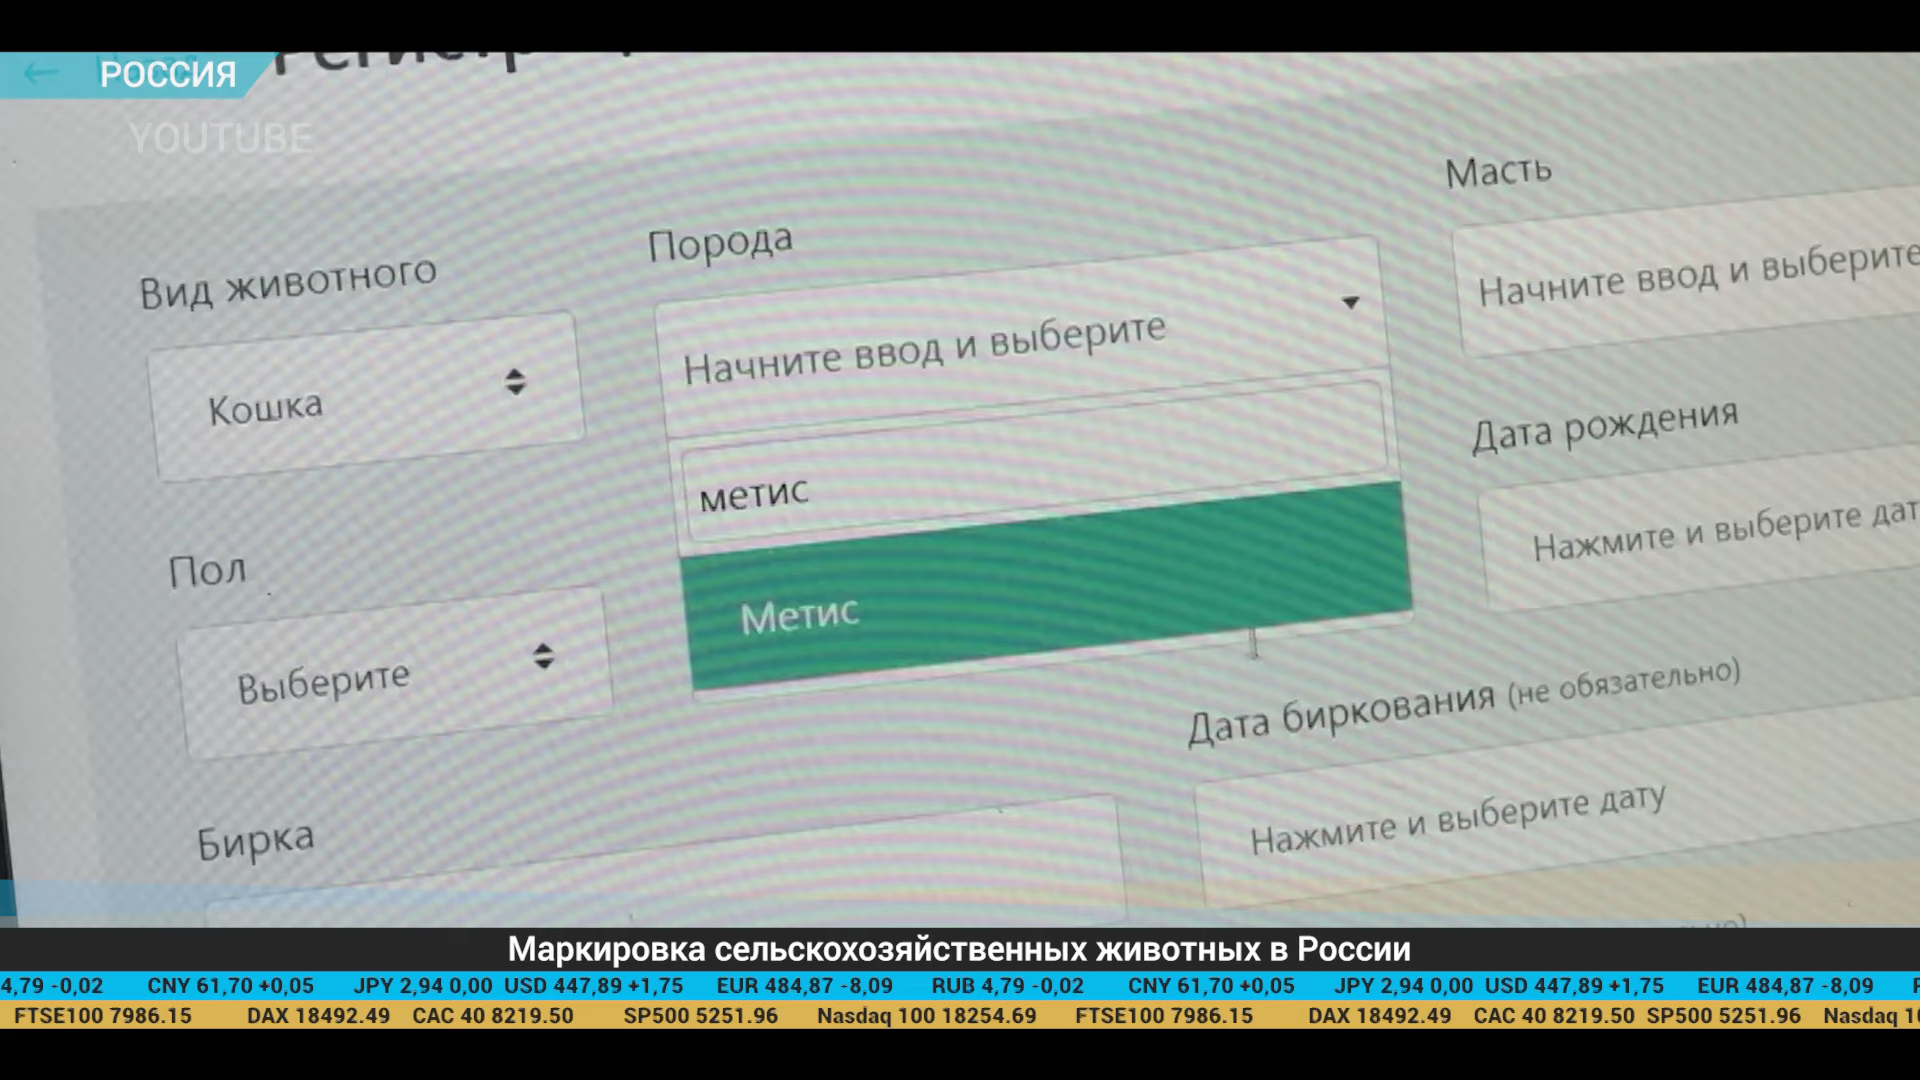 РОССИЯ
YOUTUBE
Масть
Порода
Вид животного
Начните ввод и выберите
Начните ввод и выберите
Кошка
Дата рождения
метис
Нажмите и выберите дат
Пол
Метис
Выберите
Дата биркования (не обязательно)
Нажмите и выберите дату
Бирка
Маркировка сельскохозяйственных животных в России
4,79 -0,02 CNY 61,70 +0,05 JPY 2,94 0,00 USD 447,89 +1,75 EUR 484,87 -8,09 RUB 4,79 -0,02 CNY 61,70 +0,05 JPY 2,94 0,00 USD 447,89 +1,75 EUR 484,87 -8,09
FTSE100 7986.15 DAX 18492.49 CAC 40 8219.50 SP500 5251.96 Nasdaq 100 18254.69 FTSE100 7986.15 DAX 18492.49 CAC 40 8219.50 SP500 5251.96 Nasdaq 10